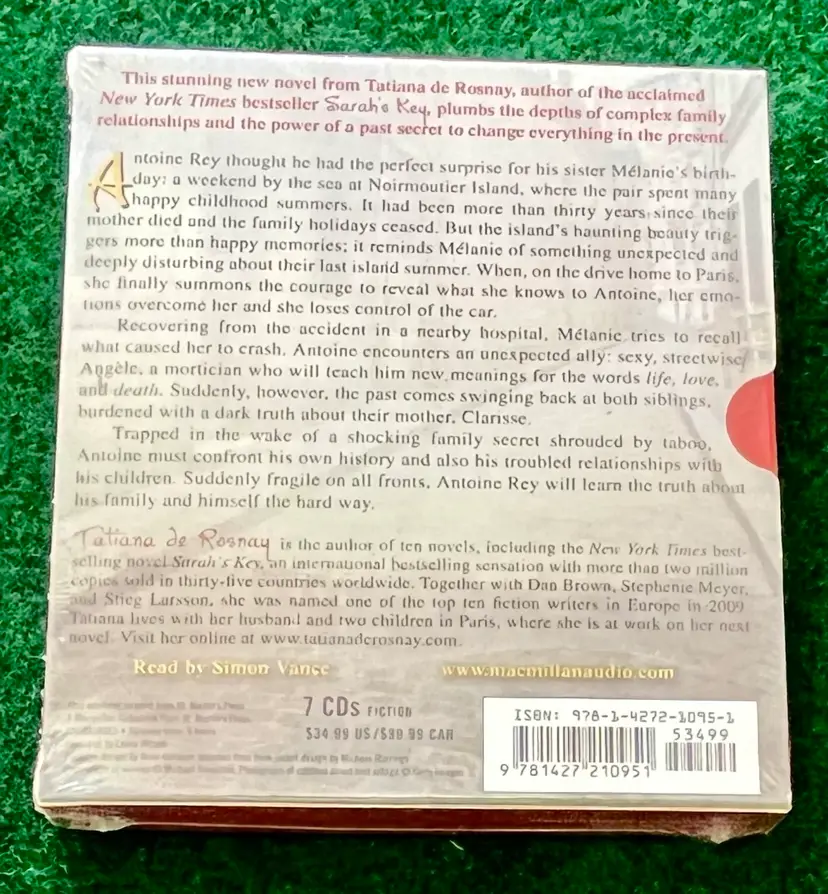 This stunning new novel from Tatiana de Rosnay, author of the acclaimed
New York Times bestseller Sarah's Key, plumbs the depths of complex family
relationships and the power of a past secret to change everything in the present.
Antoine Rey thought he had the perfect surprise for his sister Mélanie's birth-
day: a weekend by the sea at Noirmoutier Island, where the pair spent many
happy childhood summers. It had been more than thirty years since their
mother died and the family holidays ceased. But the island's haunting beauty trig-
gers more than happy memories; it reminds Mélanie of something unexpected and
deeply disturbing about their last island summer. When, on the drive home to Paris,
she finally summons the courage to reveal what she knows to Antoine, her emo-
tions overcome her and she loses control of the car.
Recovering from the accident in a nearby hospital, Mélanie tries to recall
what caused her to crash. Antoine encounters an unexpected ally: sexy, streetwise
Angèle, a mortician who will teach him new meanings for the words life, love,
and death. Suddenly, however, the past comes swinging back at both siblings,
burdened with a dark truth about their mother, Clarisse.
Trapped in the wake of a shocking family secret shrouded by taboo,
Antoine must confront his own history and also his troubled relationships with
his children. Suddenly fragile on all fronts, Antoine Rey will learn the truth about
his family and himself the hard way.
Tatiana de Rosnay is the author of ten novels, including the New York Times best-
selling novel Sarah's Key, an international bestselling sensation with more than two million
copies sold in thirty-five countries worldwide. Together with Dan Brown, Stephenie Meyer,
and Stieg Larsson, she was named one of the top ten fiction writers in Europe in 2009.
Tatiana lives with her husband and two children in Paris, where she is at work on her next
novel. Visit her online at www.tatianaderosnay.com.
Read by Simon Vance
www.macmillanaudio.com
7 CDs FICTION
$34.99 US/$39.99 CAN
ISBN: 978-1-4272-1095-1
53499
9 781427 210951